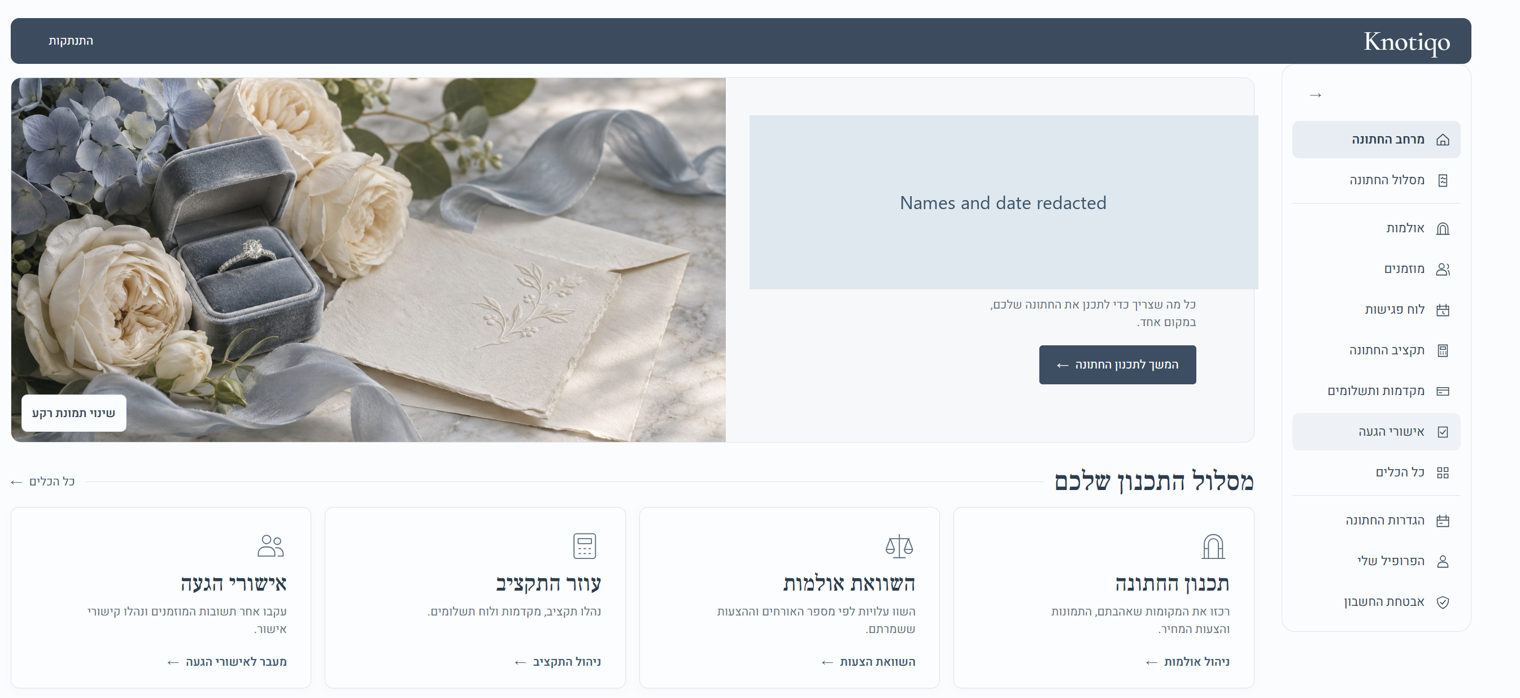 Knotiqo
התנתקות
→
מרחב החתונה
מסלול החתונה
אולמות
מוזמנים
לוח פגישות
תקציב החתונה
מקדמות ותשלומים
אישורי הגעה
כל הכלים
הגדרות החתונה
הפרופיל שלי
אבטחת החשבון
Names and date redacted
כל מה שצריך כדי לתכנן את החתונה שלכם,
במקום אחד.
המשך לתכנון החתונה ←
שינוי תמונת רקע
מסלול התכנון שלכם
כל הכלים ←
תכנון החתונה
רכזו את המקומות שאהבתם, התמונות
והצעות המחיר.
ניהול אולמות ←
השוואת אולמות
השוו עלויות לפי מספר האורחים וההצעות
ששמרתם.
השוואת הצעות ←
עוזר התקציב
נהלו תקציב, מקדמות ולוח תשלומים.
ניהול התקציב ←
אישורי הגעה
עקבו אחר תשובות המוזמנים ונהלו קישורי
אישור.
מעבר לאישורי הגעה ←